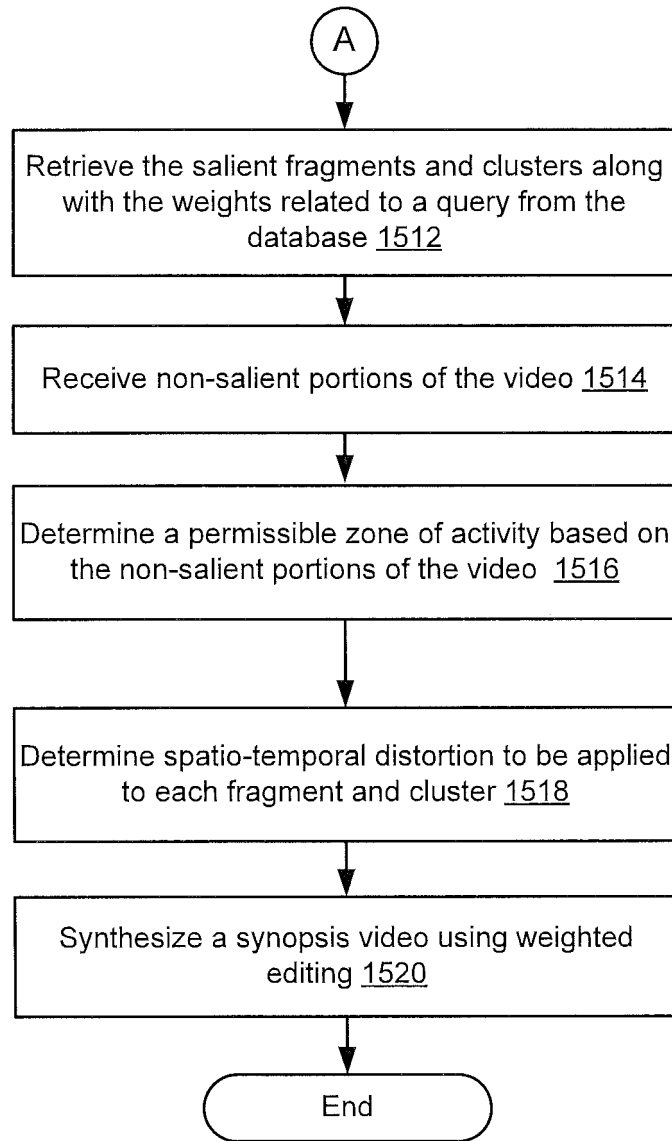 A
Retrieve the salient fragments and clusters along
with the weights related to a query from the
database 1512
Receive non-salient portions of the video 1514
Determine a permissible zone of activity based on
the non-salient portions of the video 1516
Determine spatio-temporal distortion to be applied
to each fragment and cluster 1518
Synthesize a synopsis video using weighted
editing 1520
End